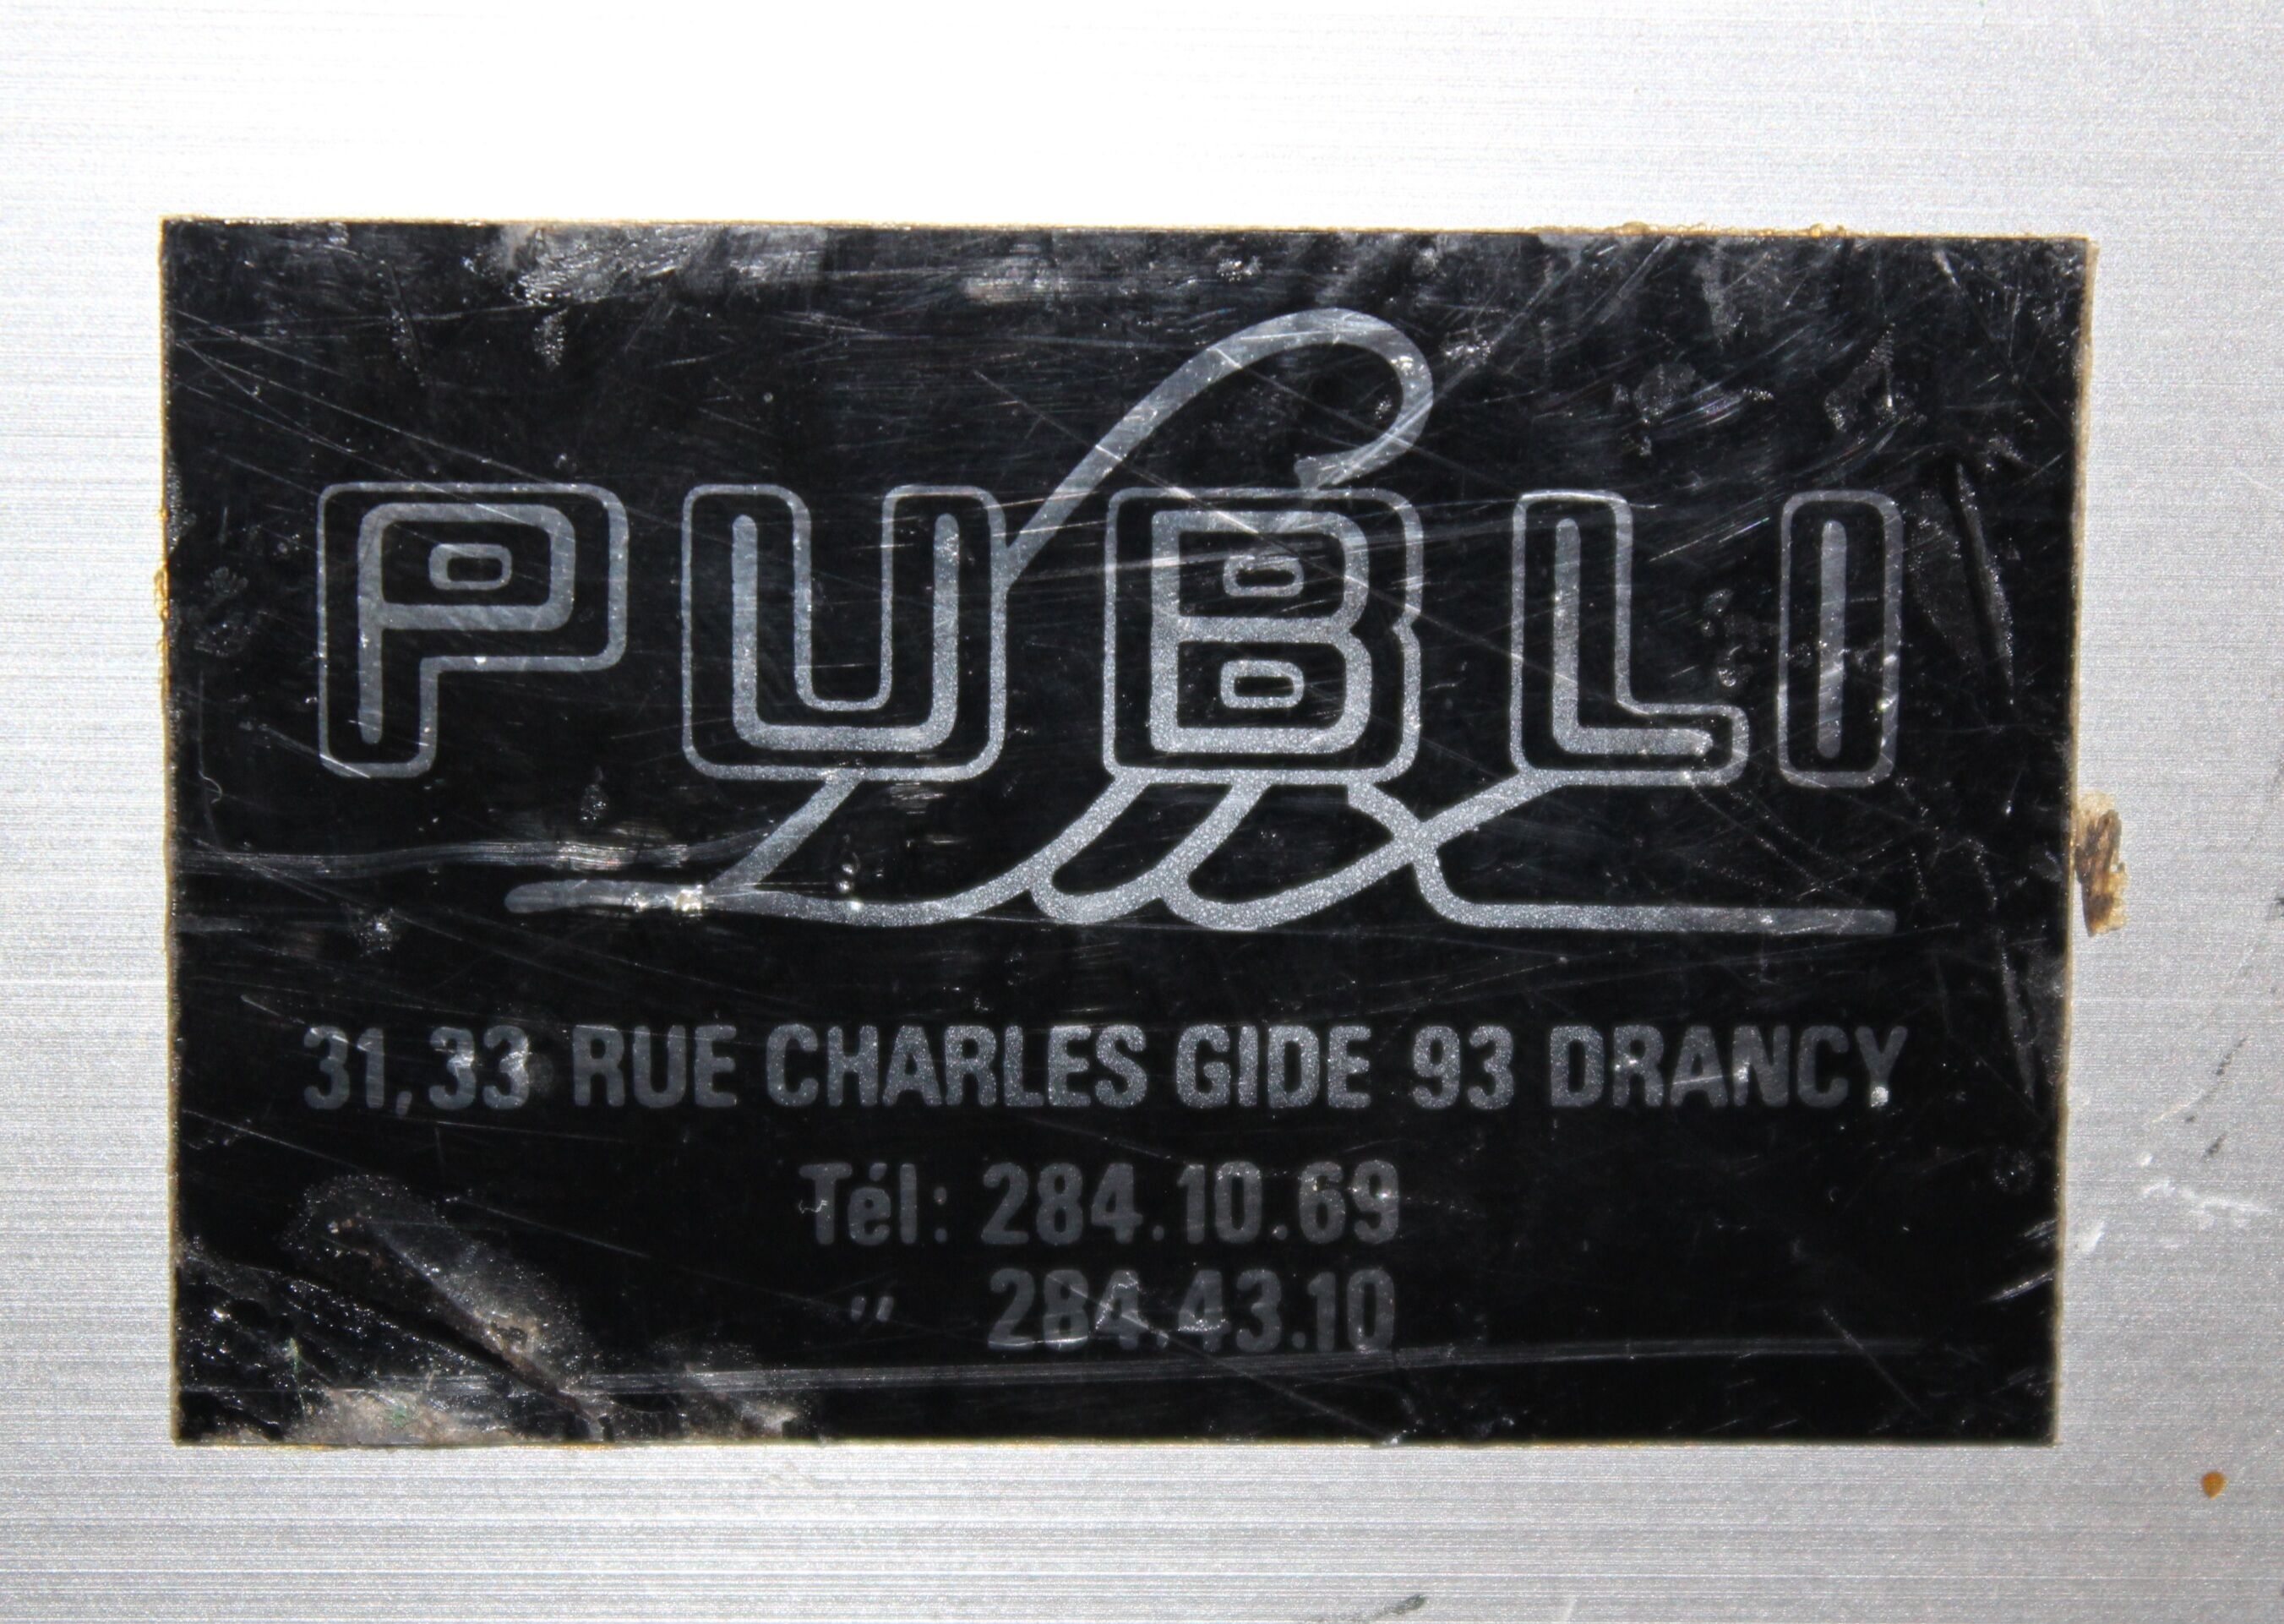 PUBLI
Lux
31,33 RUE CHARLES GIDE 93 DRANCY
Tél: 284.10.69
" 284.43.10